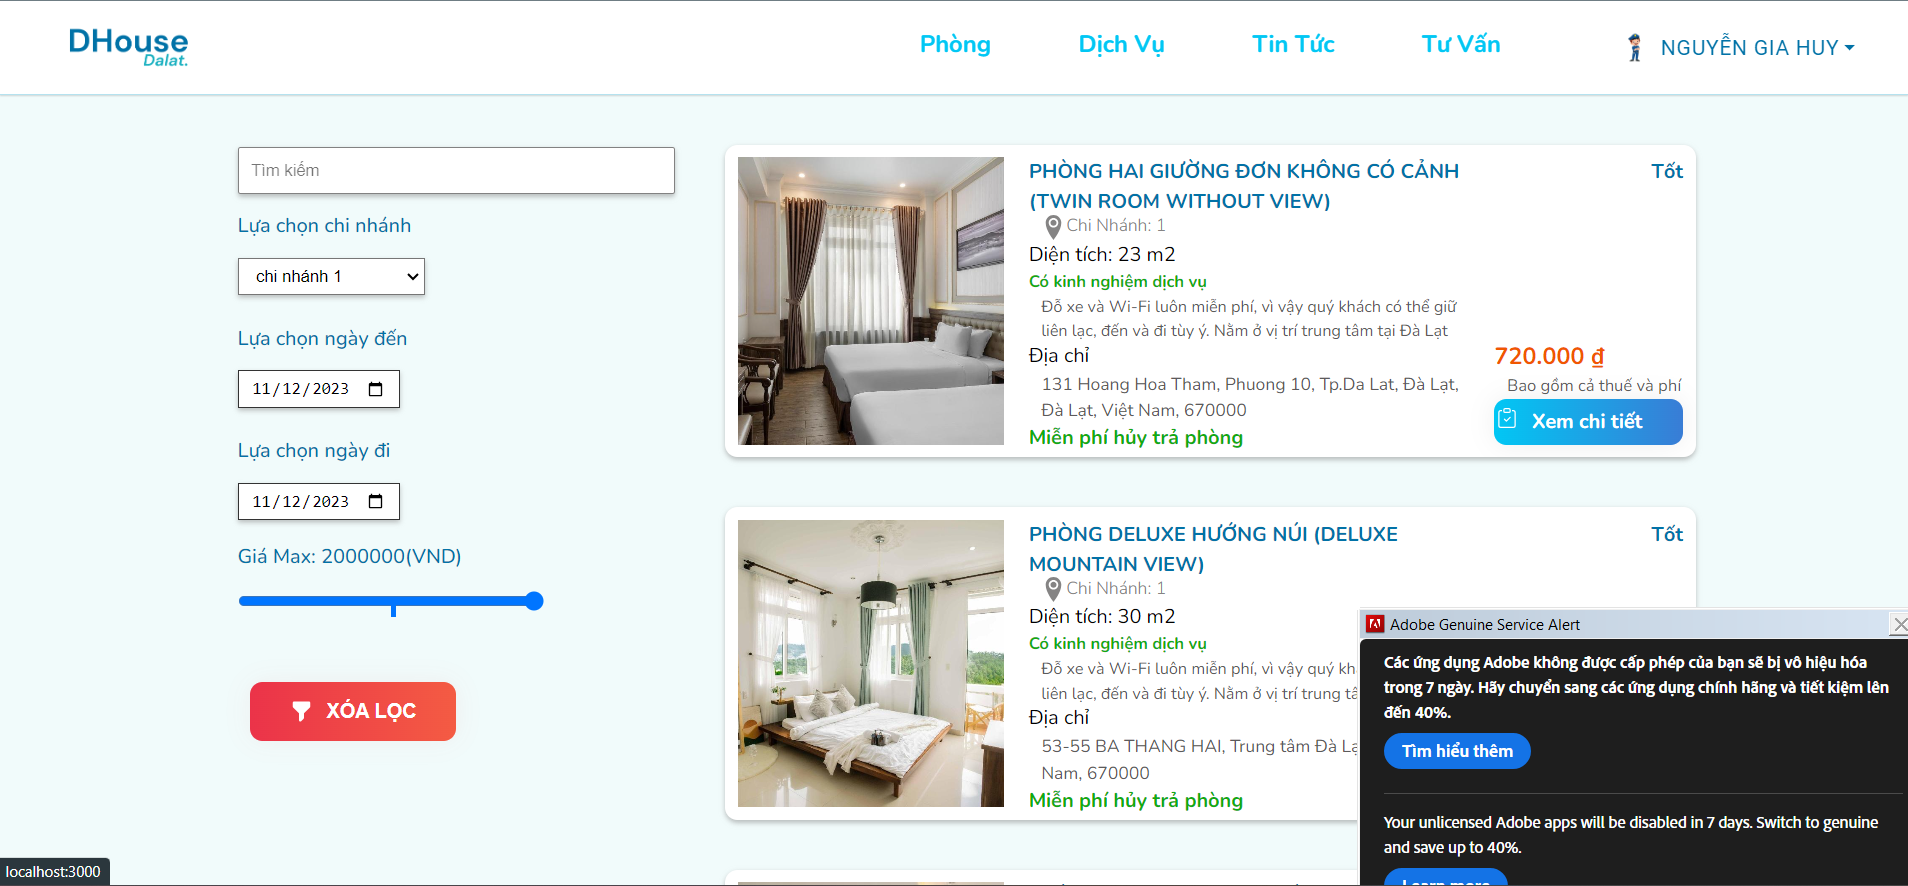 DHouse
Dalat.
Phòng
Dịch Vụ
Tin Tức
Tư Vấn
NGUYỄN GIA HUY
Tìm kiếm
Lựa chọn chi nhánh
chi nhánh 1
Lựa chọn ngày đến
11/12/2023
Lựa chọn ngày đi
11/12/2023
Giá Max: 2000000(VND)
XÓA LỌC
PHÒNG HAI GIƯỜNG ĐƠN KHÔNG CÓ CẢNH
(TWIN ROOM WITHOUT VIEW)
Tốt
Chi Nhánh: 1
Diện tích: 23 m2
Có kinh nghiệm dịch vụ
Đỗ xe và Wi-Fi luôn miễn phí, vì vậy quý khách có thể giữ
liên lạc, đến và đi tùy ý. Nằm ở vị trí trung tâm tại Đà Lạt
Địa chỉ
131 Hoang Hoa Tham, Phuong 10, Tp.Da Lat, Đà Lạt,
Đà Lạt, Việt Nam, 670000
Miễn phí hủy trả phòng
720.000 ₫
Bao gồm cả thuế và phí
Xem chi tiết
PHÒNG DELUXE HƯỚNG NÚI (DELUXE
MOUNTAIN VIEW)
Tốt
Chi Nhánh: 1
Diện tích: 30 m2
Có kinh nghiệm dịch vụ
Đỗ xe và Wi-Fi luôn miễn phí, vì vậy quý
liên lạc, đến và đi tùy ý. Nằm ở vị trí trung
Địa chỉ
53-55 BA THANG HAI, Trung tâm Đà
Nam, 670000
Miễn phí hủy trả phòng
Adobe Genuine Service Alert
Các ứng dụng Adobe không được cấp phép của bạn sẽ bị vô hiệu hóa
trong 7 ngày. Hãy chuyển sang các ứng dụng chính hãng và tiết kiệm lên
đến 40%.
Tìm hiểu thêm
Your unlicensed Adobe apps will be disabled in 7 days. Switch to genuine
and save up to 40%.
Learn more
localhost:3000